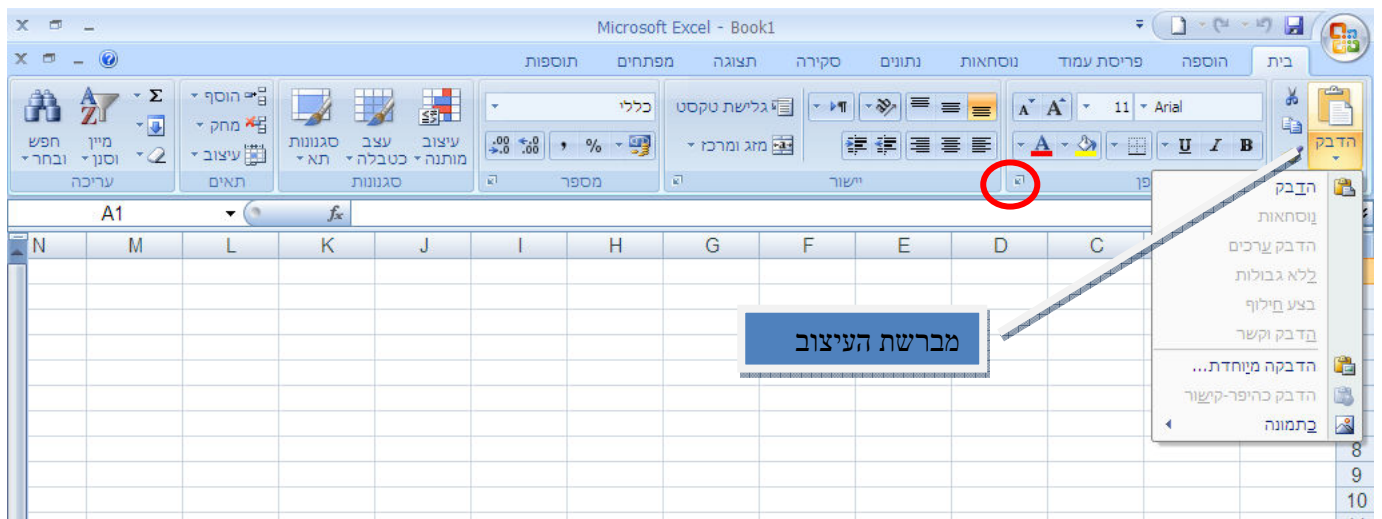 Microsoft Excel - Book1
בית הוספה פריסת עמוד נוסחאות נתונים סקירה תצוגה מפתחים תוספות
הדבק
Arial 11
B I U
A A A
גלישת טקסט
מזג ומרכז
יישור
כללי
%
מספר
עיצוב מותנה
עצב כטבלה
סגנונות תא
סגנונות
הוסף
מחק
עיצוב
תאים
Σ
מיין וסנן
חפש ובחר
עריכה
A1
fx
C D E F G H I J K L M N
הדבק
נוסחאות
הדבק ערכים
ללא גבולות
בצע חילוף
הדבק וקשר
הדבקה מיוחדת...
הדבק כהיפר-קישור
כתמונה
מברשת העיצוב
8
9
10